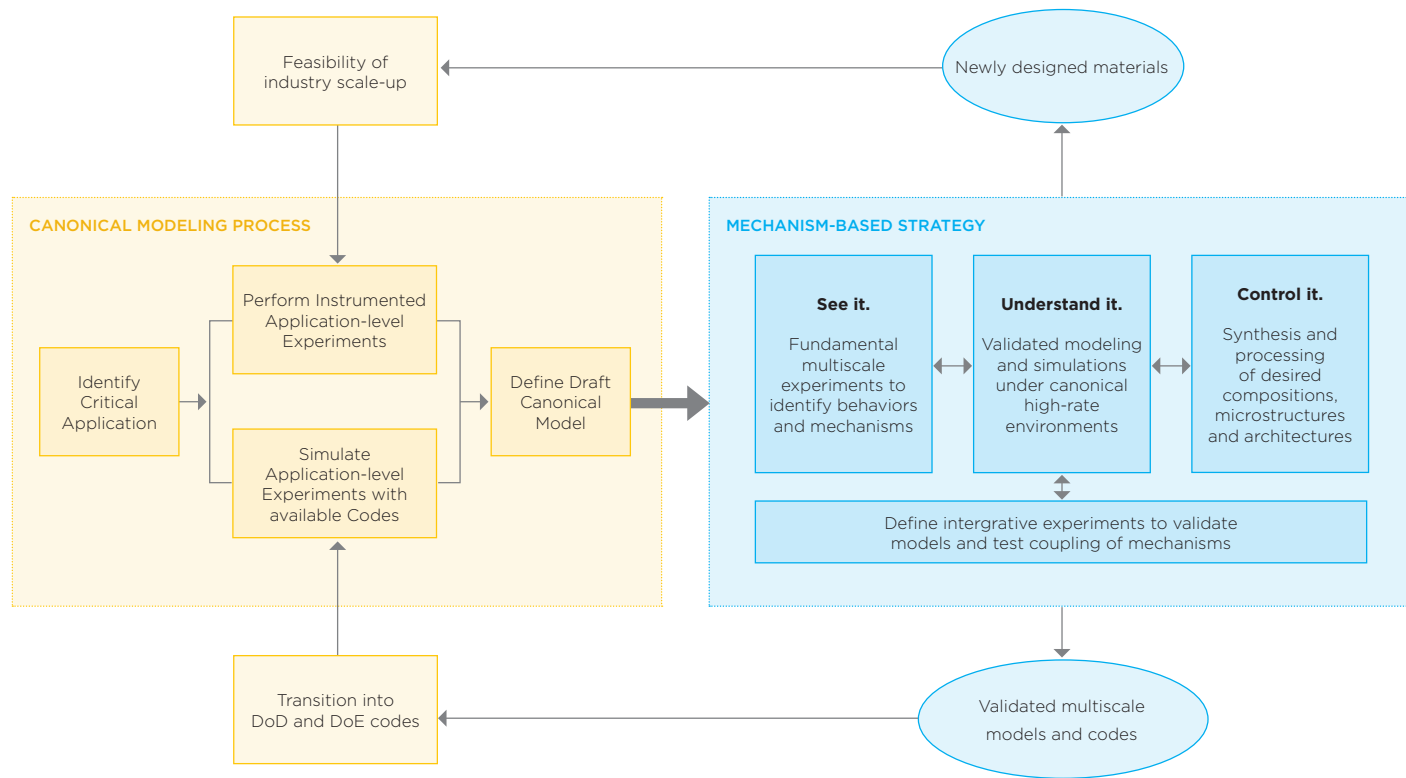 Feasibility of
industry scale-up
Newly designed materials
CANONICAL MODELING PROCESS
Identify
Critical
Application
Perform Instrumented
Application-level
Experiments
Simulate
Application-level
Experiments with
available Codes
Define Draft
Canonical
Model
MECHANISM-BASED STRATEGY
See it.
Fundamental
multiscale
experiments to
identify behaviors
and mechanisms
Understand it.
Validated modeling
and simulations
under canonical
high-rate
environments
Control it.
Synthesis and
processing
of desired
compositions,
microstructures
and architectures
Define intergrative experiments to validate
models and test coupling of mechanisms
Transition into
DoD and DoE codes
Validated multiscale
models and codes